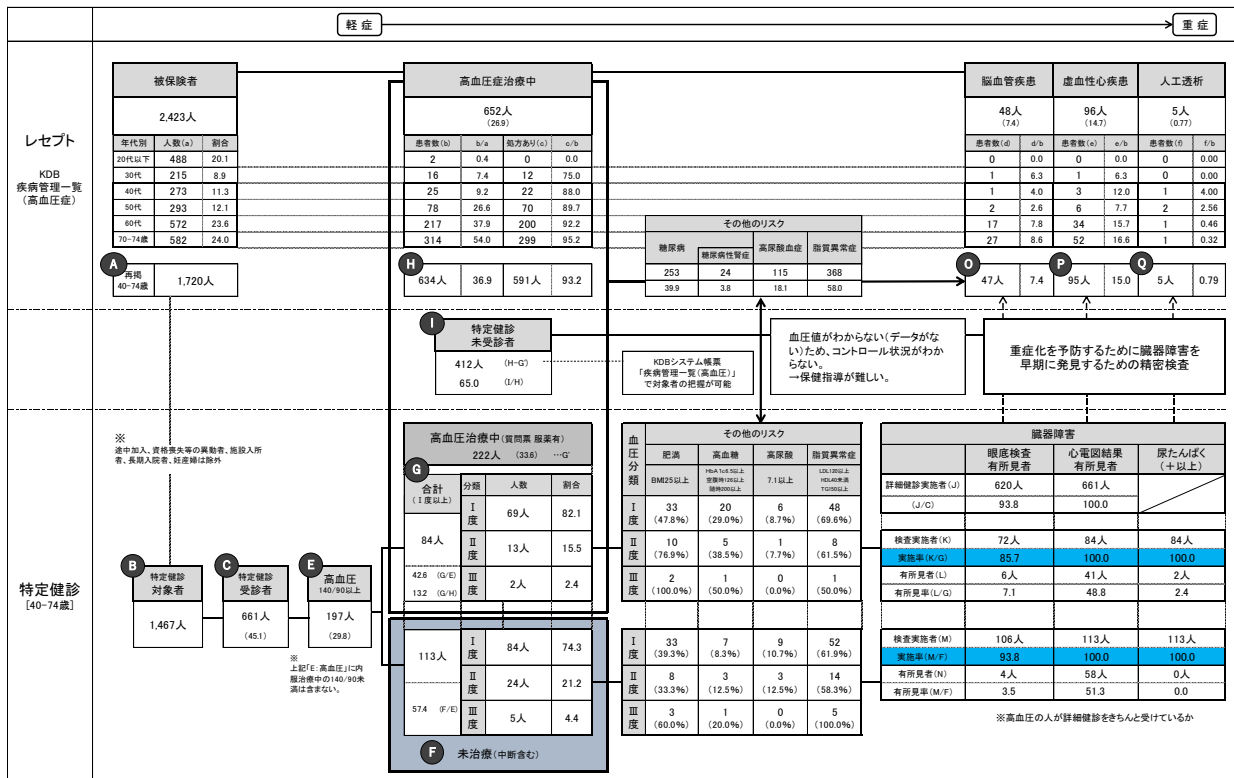 軽症 重症
レセプト
KDB
疾病管理一覧
(高血圧症)
被保険者
2,423人
年代別 人数(a) 割合
20代以下 488 20.1
30代 215 8.9
40代 273 11.3
50代 293 12.1
60代 572 23.6
70-74歳 582 24.0
A
再掲
40-74歳
1,720人
高血圧症治療中
652人
(26.9)
患者数(b) b/a 処方あり(c) c/b
2 0.4 0 0.0
16 7.4 12 75.0
25 9.2 22 88.0
78 26.6 70 89.7
217 37.9 200 92.2
314 54.0 299 95.2
H
634人 36.9 591人 93.2
その他のリスク
糖尿病 糖尿病性腎症 高尿酸血症 脂質異常症
253 24 115 368
39.9 3.8 18.1 58.0
脳血管疾患 虚血性心疾患 人工透析
48人 96人 5人
(7.4) (14.7) (0.77)
患者数(d) d/b 患者数(e) e/b 患者数(f) f/b
0 0.0 0 0.0 0 0.00
1 6.3 1 6.3 0 0.00
1 4.0 3 12.0 1 4.00
2 2.6 6 7.7 2 2.56
17 7.8 34 15.7 1 0.46
27 8.6 52 16.6 1 0.32
O P Q
47人 7.4 95人 15.0 5人 0.79
I
特定健診
未受診者
412人 (H-G')
65.0 (I/H)
KDBシステム帳票
「疾病管理一覧(高血圧)」
で対象者の把握が可能
血圧値がわからない(データがな
い)ため、コントロール状況がわか
らない。
→保健指導が難しい。
重症化を予防するために臓器障害を
早期に発見するための精密検査
特定健診
[40-74歳]
※
途中加入、資格喪失等の異動者、施設入所
者、長期入院者、妊産婦は除外
B
特定健診
対象者
1,467人
C
特定健診
受診者
661人
(45.1)
E
高血圧
140/90以上
197人
(29.8)
※
上記「E:高血圧」に内
服治療中の140/90未
満は含まない。
高血圧治療中(質問票 服薬有)
222人 (33.6) …G'
G
合計
(Ⅰ度以上)
分類 人数 割合
84人
42.6 (G/E)
13.2 (G/H)
Ⅰ度 69人 82.1
Ⅱ度 13人 15.5
Ⅲ度 2人 2.4
113人
57.4 (F/E)
Ⅰ度 84人 74.3
Ⅱ度 24人 21.2
Ⅲ度 5人 4.4
F 未治療(中断含む)
血圧分類
その他のリスク
肥満 高血糖 高尿酸 脂質異常症
BMI25以上
HbA1c6.5以上
空腹時126以上
随時200以上
7.1以上
LDL120以上
HDL40未満
TG150以上
Ⅰ度 33 20 6 48
(47.8%) (29.0%) (8.7%) (69.6%)
Ⅱ度 10 5 1 8
(76.9%) (38.5%) (7.7%) (61.5%)
Ⅲ度 2 1 0 1
(100.0%) (50.0%) (0.0%) (50.0%)
Ⅰ度 33 7 9 52
(39.3%) (8.3%) (10.7%) (61.9%)
Ⅱ度 8 3 3 14
(33.3%) (12.5%) (12.5%) (58.3%)
Ⅲ度 3 1 0 5
(60.0%) (20.0%) (0.0%) (100.0%)
臓器障害
眼底検査
有所見者
心電図結果
有所見者
尿たんぱく
(+以上)
詳細健診実施者(J) 620人 661人
(J/C) 93.8 100.0
検査実施者(K) 72人 84人 84人
実施率(K/G) 85.7 100.0 100.0
有所見者(L) 6人 41人 2人
有所見率(L/G) 7.1 48.8 2.4
検査実施者(M) 106人 113人 113人
実施率(M/F) 93.8 100.0 100.0
有所見者(N) 4人 58人 0人
有所見率(M/F) 3.5 51.3 0.0
※高血圧の人が詳細健診をきちんと受けているか